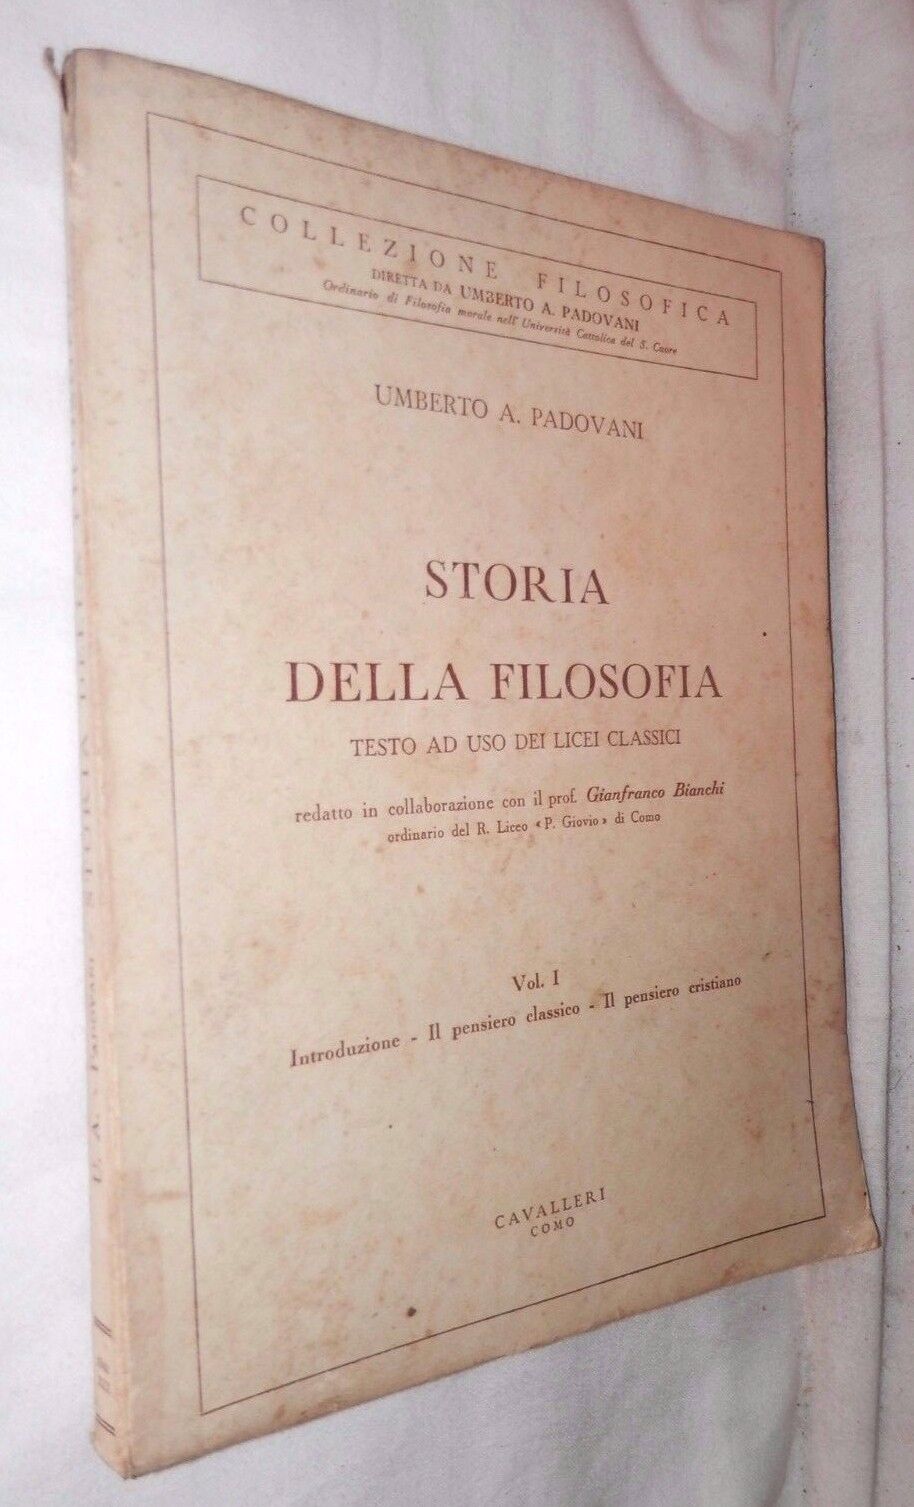 COLLEZIONE FILOSOFICA
DIRETTA DA UMBERTO A. PADOVANI
Ordinario di Filosofia morale nell' Università Cattolica del S. Cuore
UMBERTO A. PADOVANI
STORIA
DELLA FILOSOFIA
TESTO AD USO DEI LICEI CLASSICI
redatto in collaborazione con il prof. Gianfranco Bianchi
ordinario del R. Liceo «P. Giovio» di Como
Vol. I
Introduzione - Il pensiero classico - Il pensiero cristiano
CAVALLERI
COMO
U. A. PADOVANI